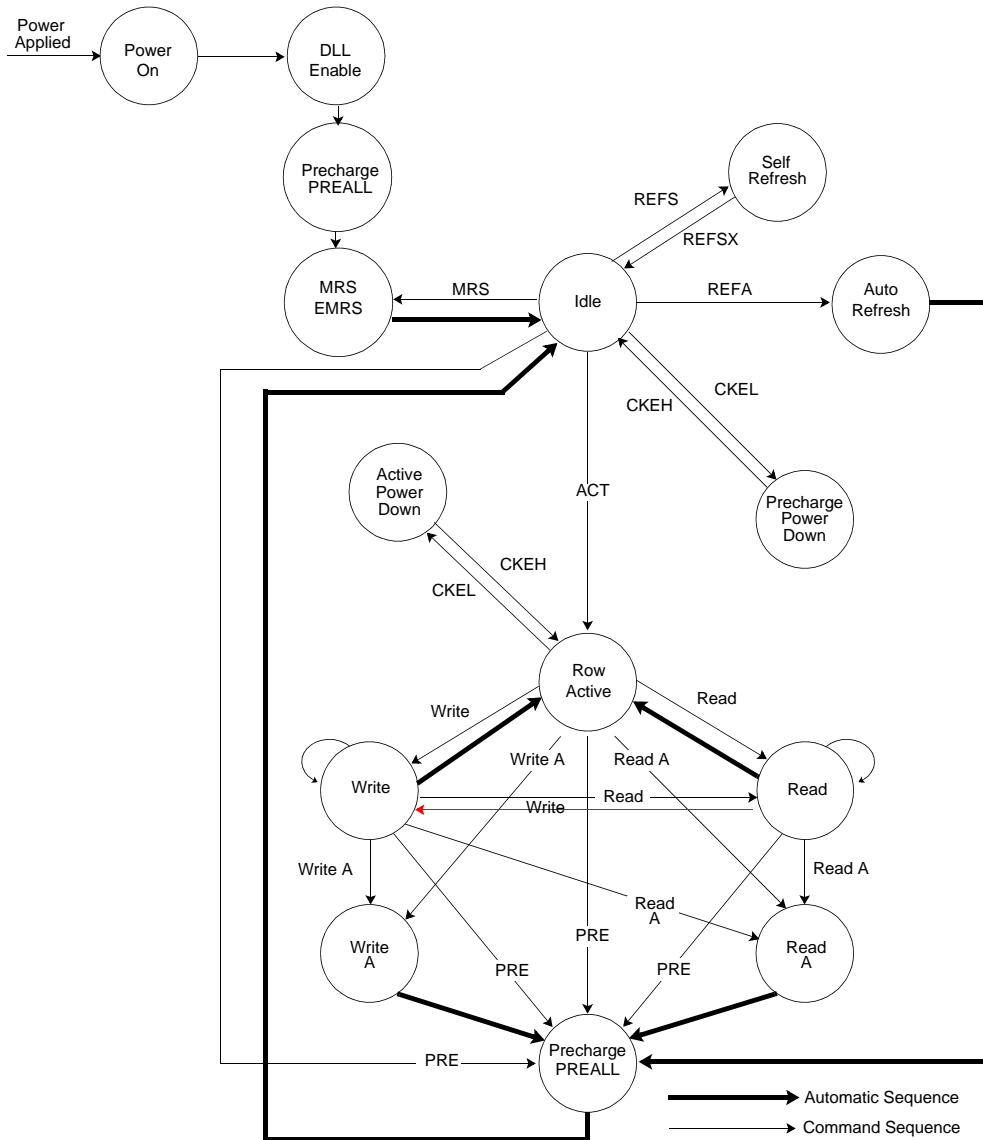 Power
Applied
Power
On
DLL
Enable
Precharge
PREALL
Self
Refresh
REFS
REFSX
MRS
EMRS
MRS
Idle
REFA
Auto
Refresh
CKEL
CKEH
Active
Power
Down
ACT
Precharge
Power
Down
CKEH
CKEL
Row
Active
Write
Read
Write A
Read A
Write
Read
Write
Read
Write A
Read A
Read
A
Write
A
PRE
PRE
PRE
Read
A
Precharge
PREALL
PRE
Automatic Sequence
Command Sequence